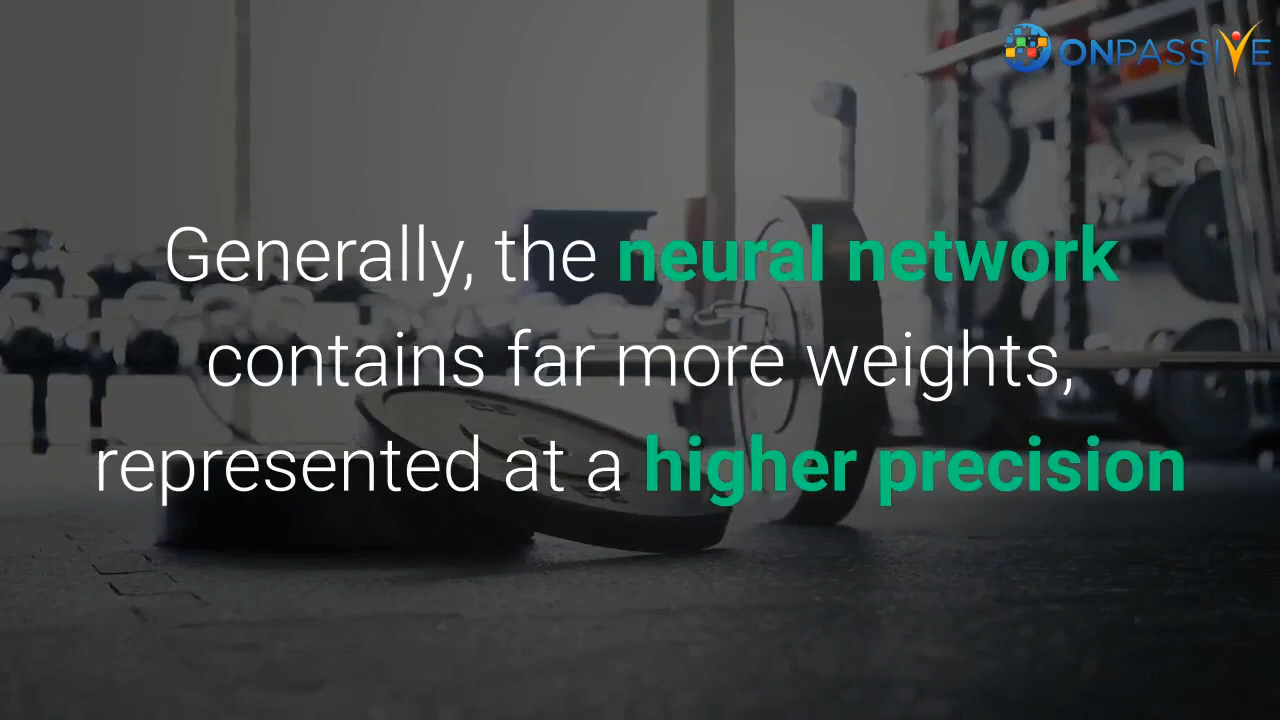 ONPASSIVE
Generally, the neural network
contains far more weights,
represented at a higher precision